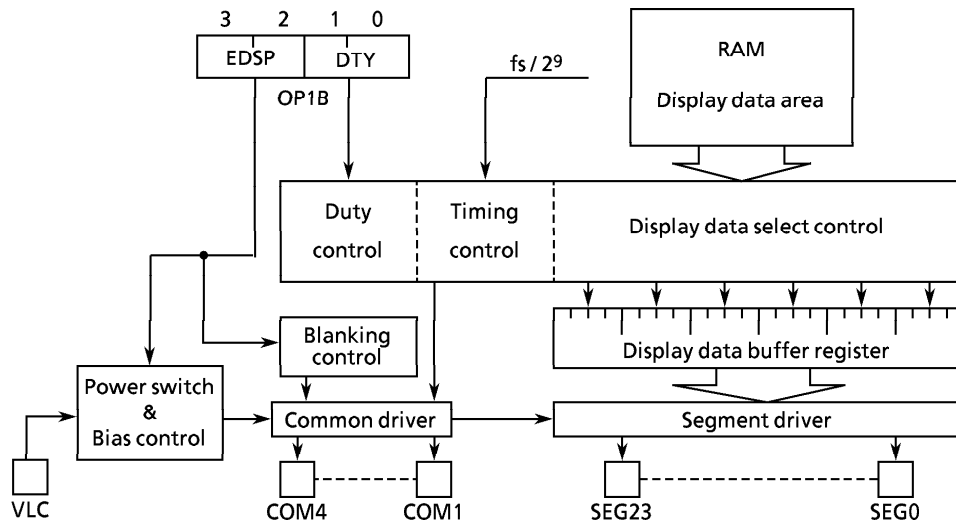 3 2 1 0
EDSP DTY
OP1B
fs / 2⁹
RAM
Display data area
Duty
control
Timing
control
Display data select control
Blanking
control
Display data buffer register
Power switch
&
Bias control
Common driver
Segment driver
VLC
COM4
COM1
SEG23
SEG0